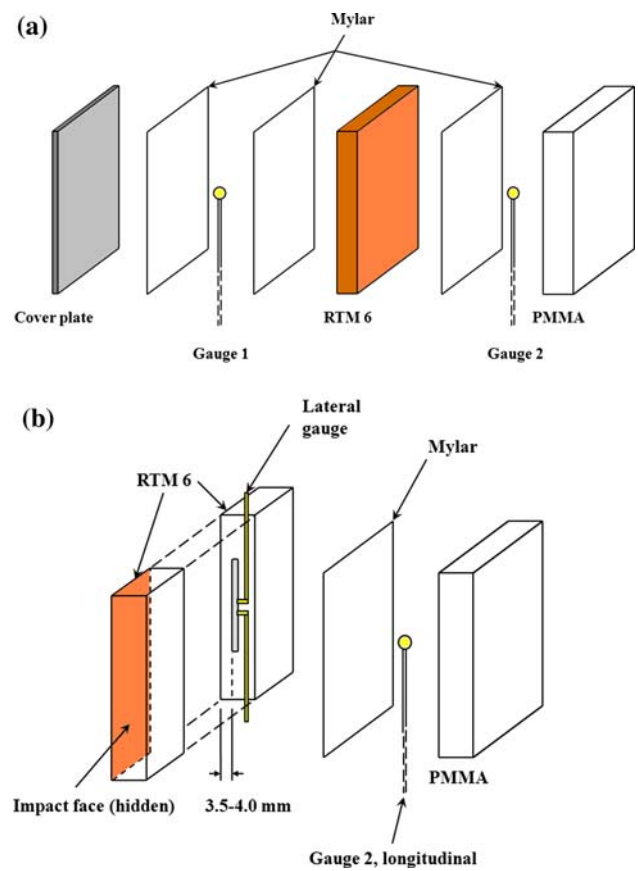 (a)
Mylar
Cover plate
RTM 6
PMMA
Gauge 1
Gauge 2
(b)
Lateral
gauge
RTM 6
Mylar
PMMA
Impact face (hidden)
3.5-4.0 mm
Gauge 2, longitudinal